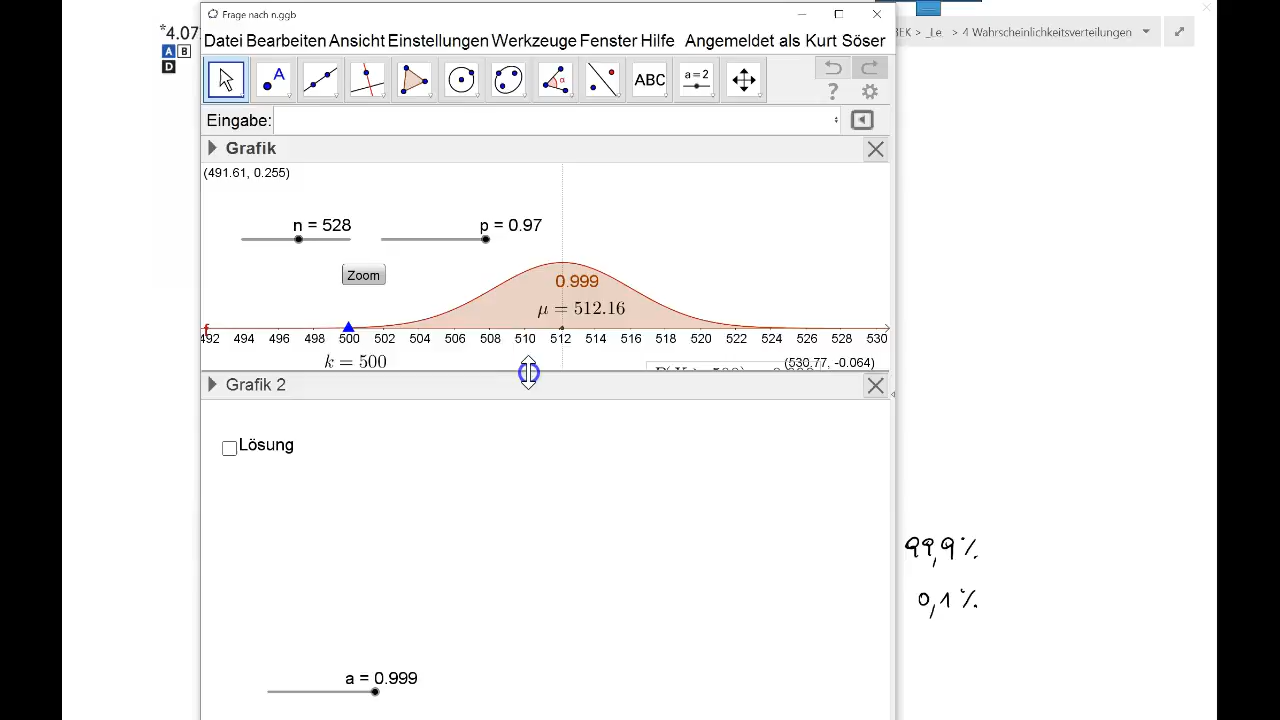 Frage nach n.ggb
*4.07
A B
D
EK > _Le. > 4 Wahrscheinlichkeitsverteilungen
Datei Bearbeiten Ansicht Einstellungen Werkzeuge Fenster Hilfe Angemeldet als Kurt Söser
A α ABC a = 2
?
Eingabe:
Grafik
(491.61, 0.255)
n = 528 p = 0.97
Zoom
0.999
μ = 512.16
492 494 496 498 500 502 504 506 508 510 512 514 516 518 520 522 524 526 528 530
k = 500
(530.77, -0.064)
Grafik 2
Lösung
99,9%
0,1%
a = 0.999